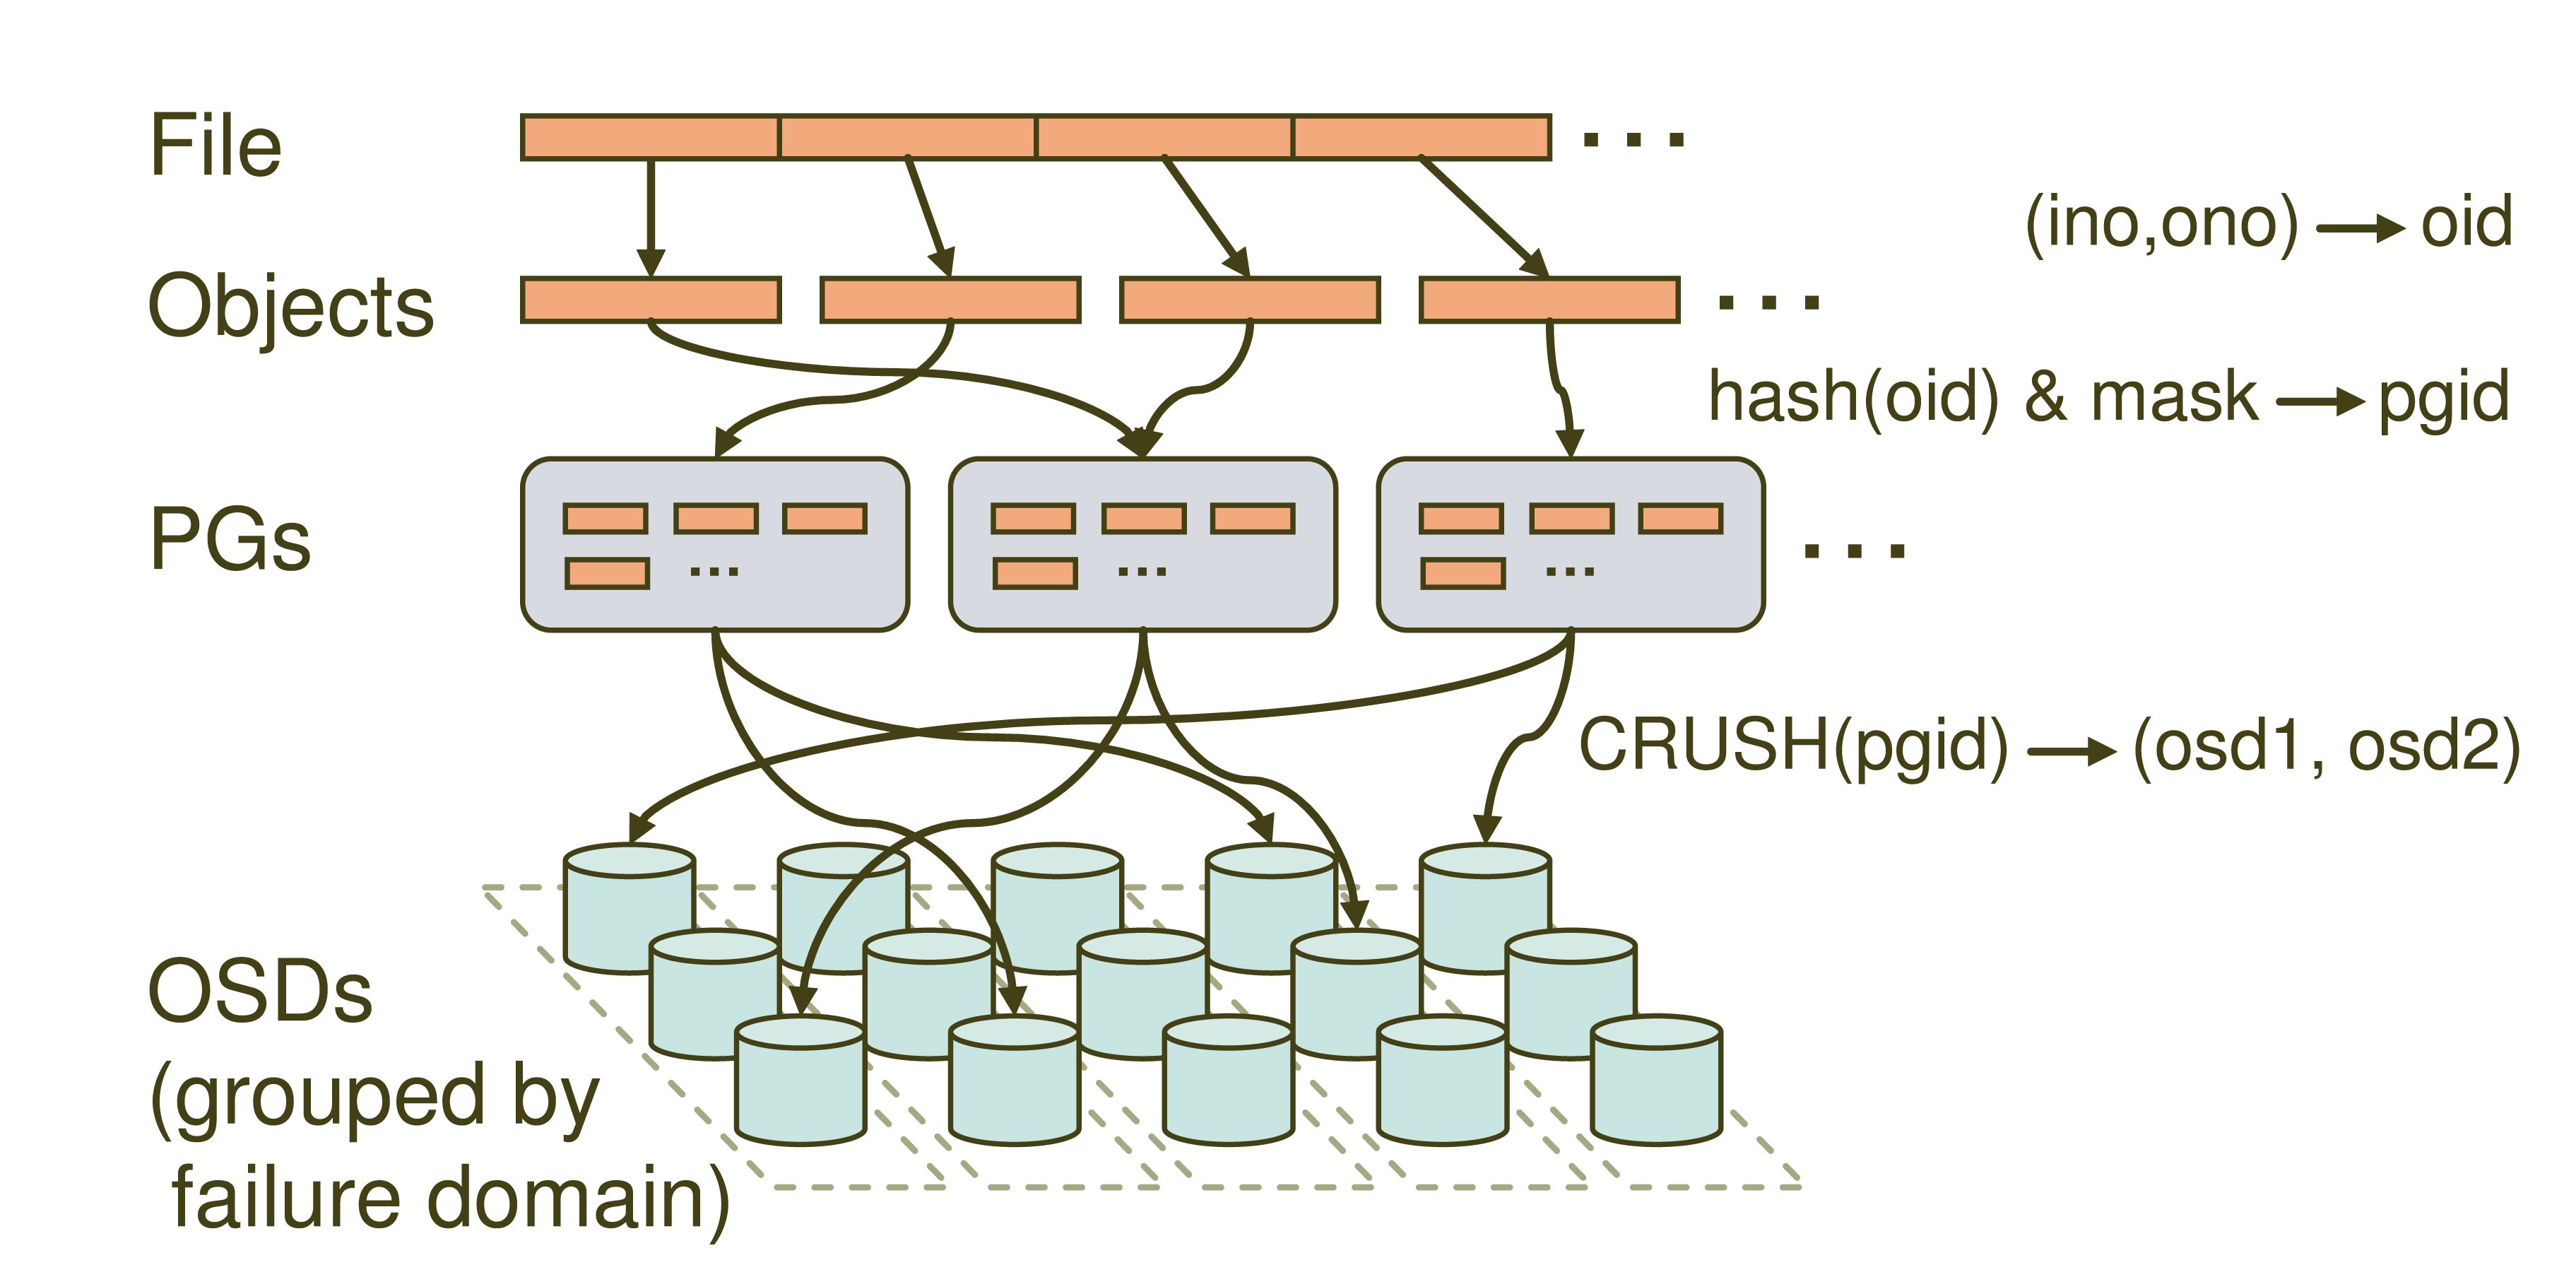 File
(ino,ono) → oid
Objects
hash(oid) & mask → pgid
PGs
CRUSH(pgid) → (osd1, osd2)
OSDs
(grouped by
failure domain)